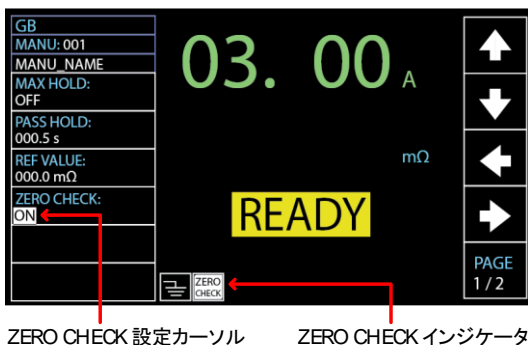 GB
MANU: 001
MANU_NAME
MAX HOLD:
OFF
PASS HOLD:
000.5 s
REF VALUE:
000.0 mΩ
ZERO CHECK:
ON
03. 00 A
mΩ
READY
ZERO
CHECK
PAGE
1 / 2
ZERO CHECK 設定カーソル
ZERO CHECK インジケータ